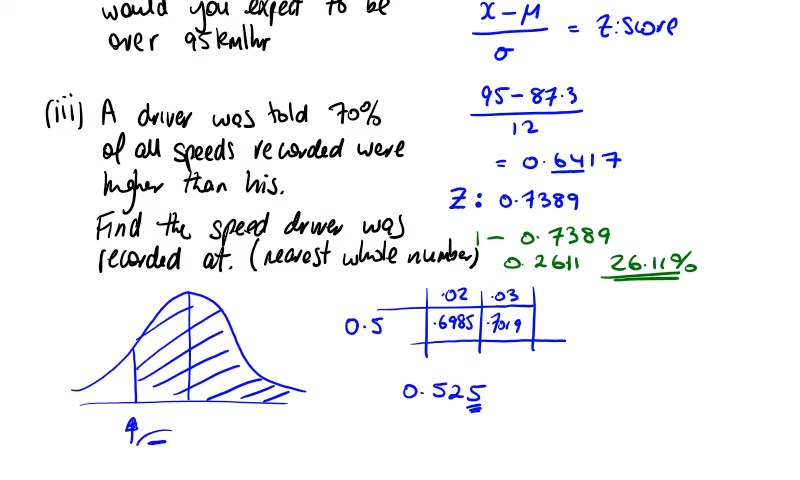 would you expect to be
over 95km/hr
(iii) A driver was told 70%
of all speeds recorded were
higher than his.
Find the speed driver was
recorded at. (nearest whole number)
x - μ
σ
= Z:score
95 - 87.3
12
= 0.6417
Z: 0.7389
1 - 0.7389
0.2611 26.11%
.02 .03
0.5 .6985 .7019
0.525